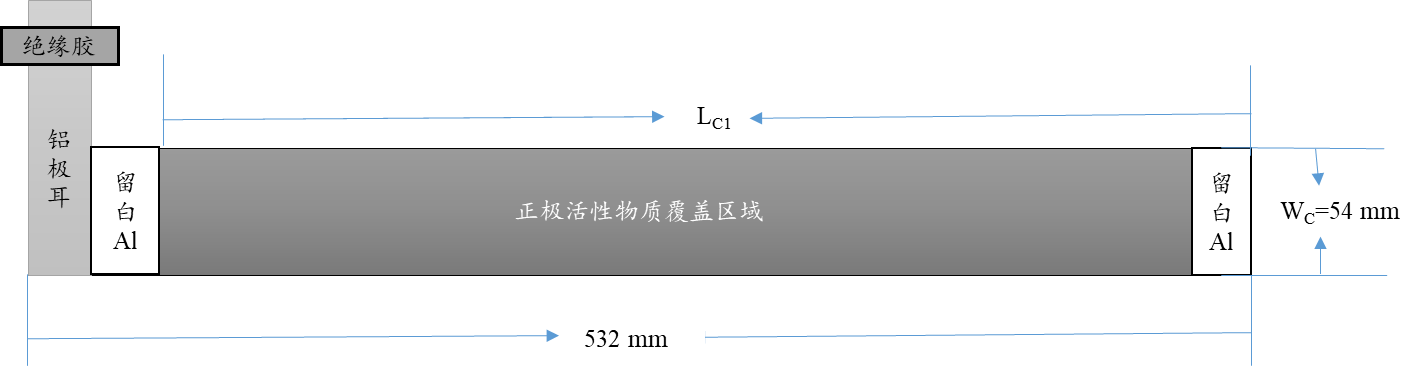 绝缘胶
L_C1
铝
极
耳
留
白
Al
正极活性物质覆盖区域
留
白
Al
W_C=54 mm
532 mm